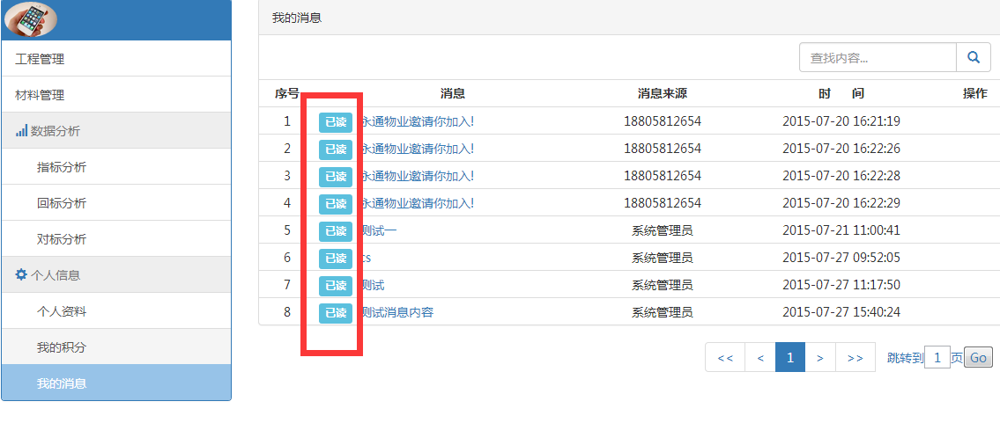 工程管理
材料管理
数据分析
指标分析
回标分析
对标分析
个人信息
个人资料
我的积分
我的消息
我的消息
查找内容...
序号 消息 消息来源 时 间 操作
1 已读 永通物业邀请你加入! 18805812654 2015-07-20 16:21:19
2 已读 永通物业邀请你加入! 18805812654 2015-07-20 16:22:26
3 已读 永通物业邀请你加入! 18805812654 2015-07-20 16:22:28
4 已读 永通物业邀请你加入! 18805812654 2015-07-20 16:22:29
5 已读 测试一 系统管理员 2015-07-21 11:00:41
6 已读 cs 系统管理员 2015-07-27 09:52:05
7 已读 测试 系统管理员 2015-07-27 11:17:50
8 已读 测试消息内容 系统管理员 2015-07-27 15:40:24
<< < 1 > >> 跳转到 1 页 Go